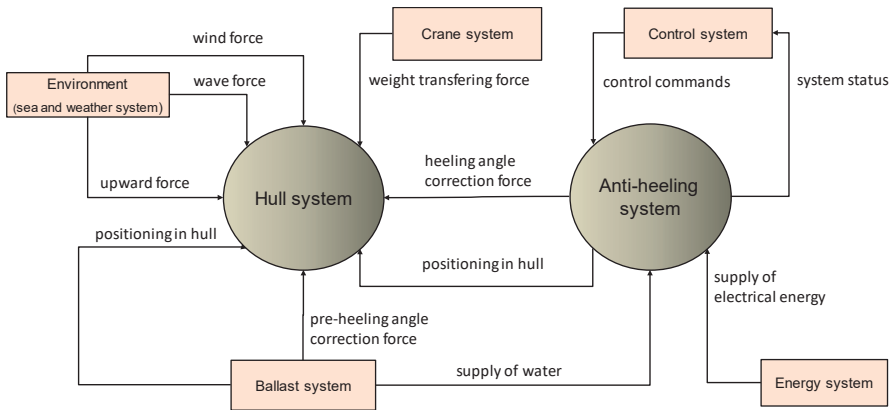 wind force
Crane system
Control system
Environment
(sea and weather system)
wave force
weight transfering force
control commands
system status
upward force
Hull system
heeling angle
correction force
Anti-heeling
system
positioning in hull
positioning in hull
supply of
electrical energy
pre-heeling angle
correction force
Ballast system
supply of water
Energy system